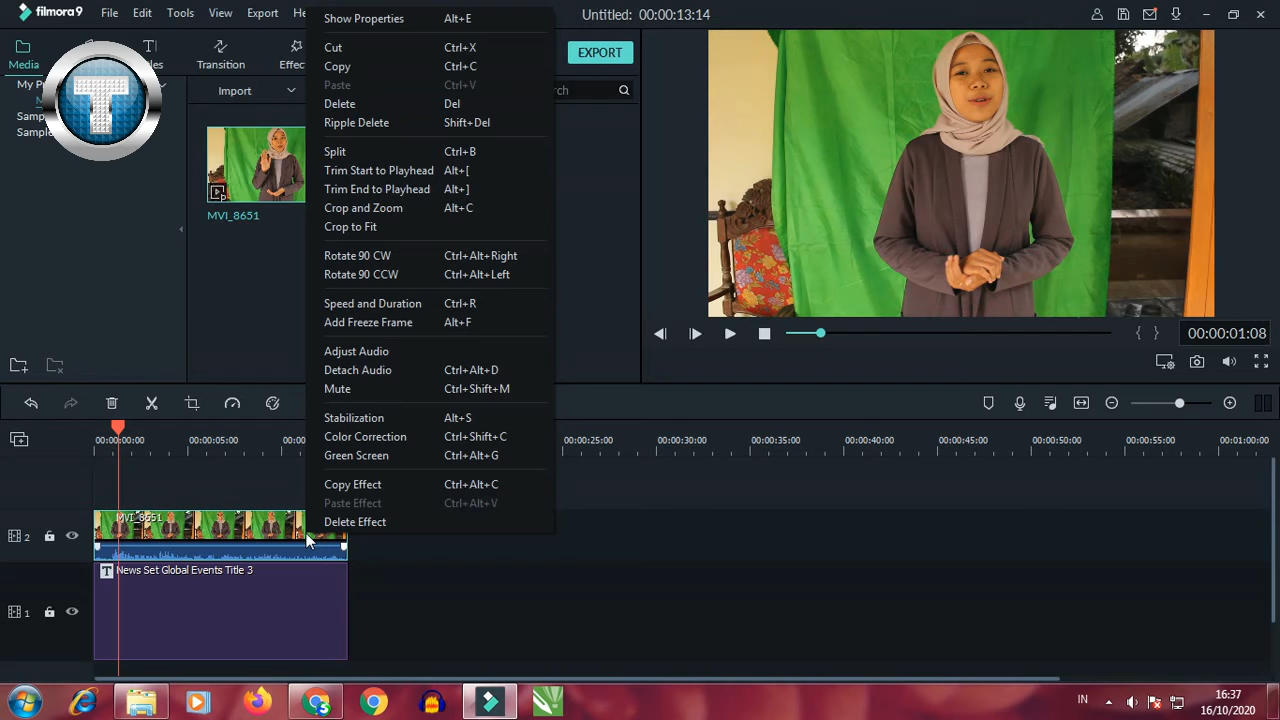 filmora9 File Edit Tools View Export He
Untitled: 00:00:13:14
Media
Transition
EXPORT
My P
Import
Samp
Sampl
MVI_8651
Show Properties Alt+E
Cut Ctrl+X
Copy Ctrl+C
Paste Ctrl+V
Delete Del
Ripple Delete Shift+Del
Split Ctrl+B
Trim Start to Playhead Alt+[
Trim End to Playhead Alt+]
Crop and Zoom Alt+C
Crop to Fit
Rotate 90 CW Ctrl+Alt+Right
Rotate 90 CCW Ctrl+Alt+Left
Speed and Duration Ctrl+R
Add Freeze Frame Alt+F
Adjust Audio
Detach Audio Ctrl+Alt+D
Mute Ctrl+Shift+M
Stabilization Alt+S
Color Correction Ctrl+Shift+C
Green Screen Ctrl+Alt+G
Copy Effect Ctrl+Alt+C
Paste Effect Ctrl+Alt+V
Delete Effect
00:00:01:08
00:00:00:00 00:00:05:00 00:00:25:00 00:00:30:00 00:00:35:00 00:00:40:00 00:00:45:00 00:00:50:00 00:00:55:00 00:01:00:00
MVI_8651
2
T News Set Global Events Title 3
1
T
IN 16:37
16/10/2020